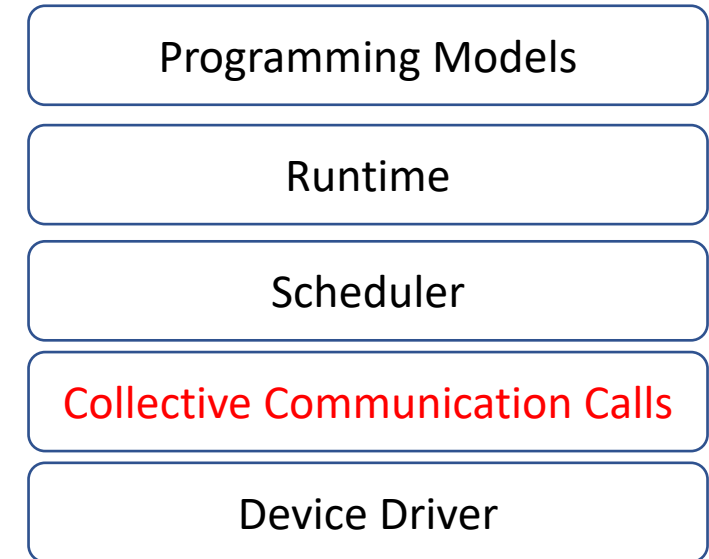 Programming Models
Runtime
Scheduler
Collective Communication Calls
Device Driver